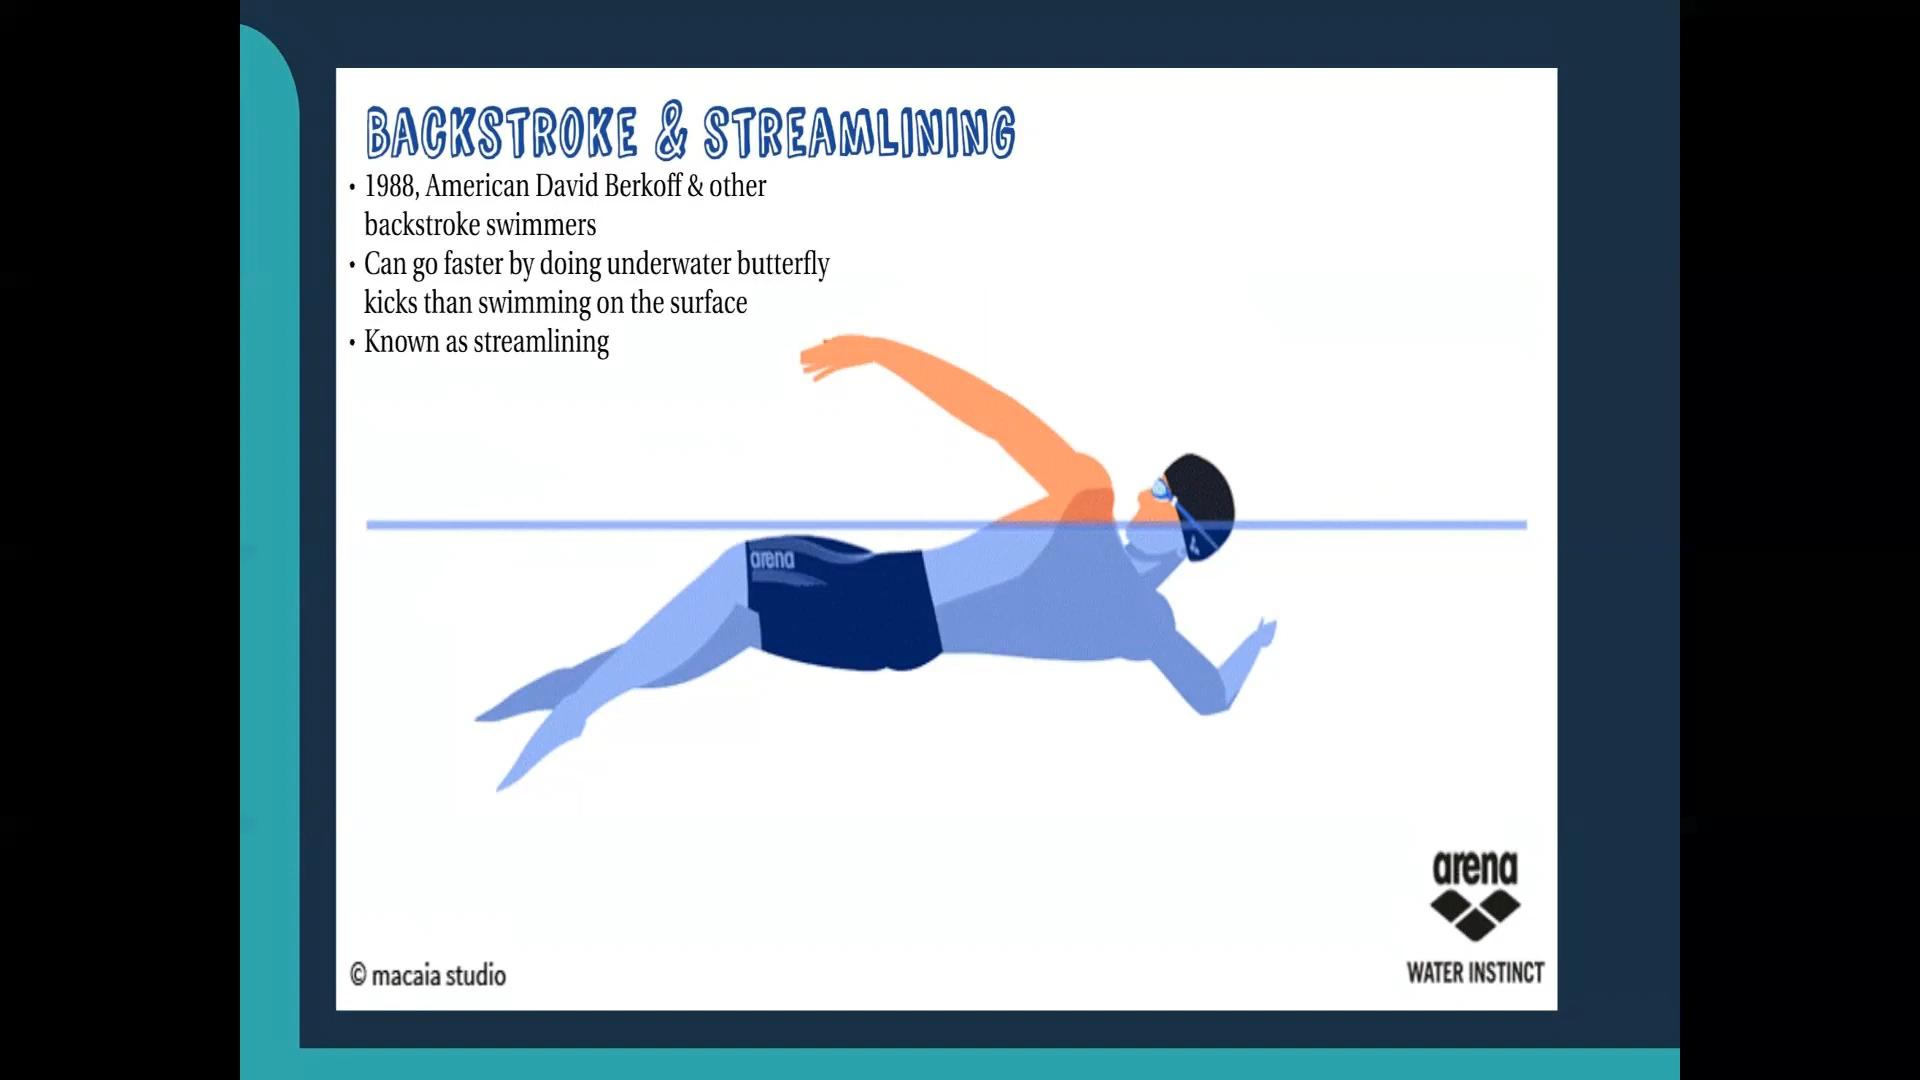 BACKSTROKE & STREAMLINING
• 1988, American David Berkoff & other
backstroke swimmers
• Can go faster by doing underwater butterfly
kicks than swimming on the surface
• Known as streamlining
arena
arena
WATER INSTINCT
© macaia studio